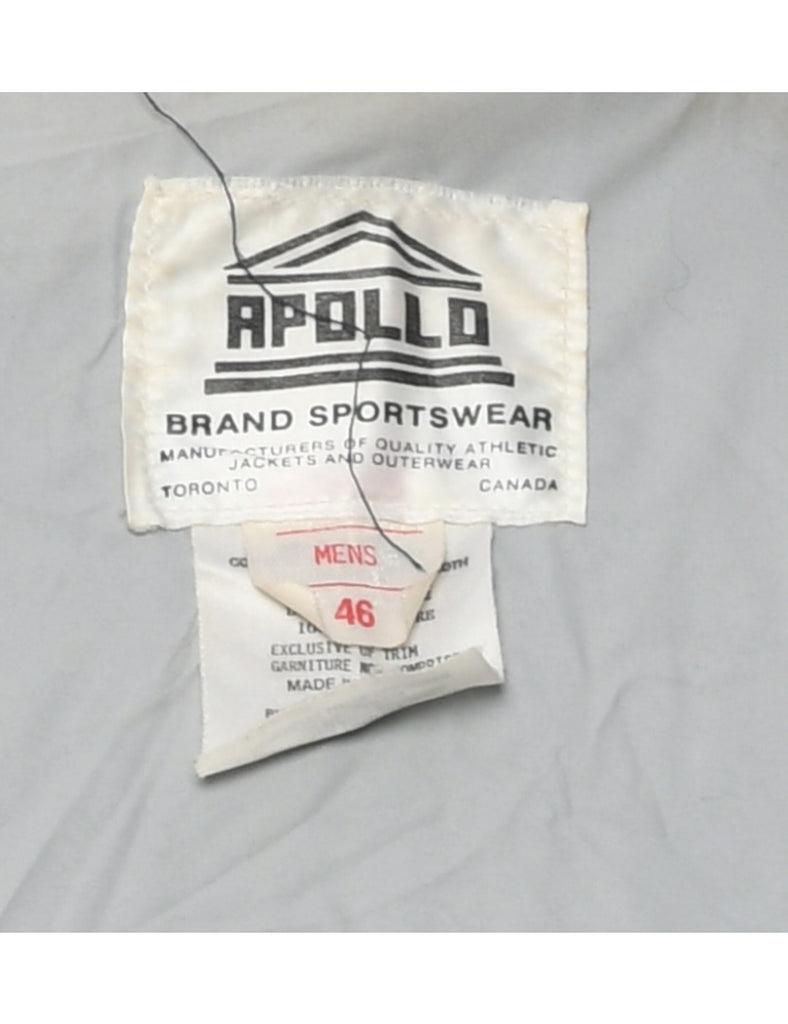 APOLLO
BRAND SPORTSWEAR
MANUFACTURERS OF QUALITY ATHLETIC
JACKETS AND OUTERWEAR
TORONTO CANADA
MENS
46
EXCLUSIVE OF TRIM
GARNITURE
MADE